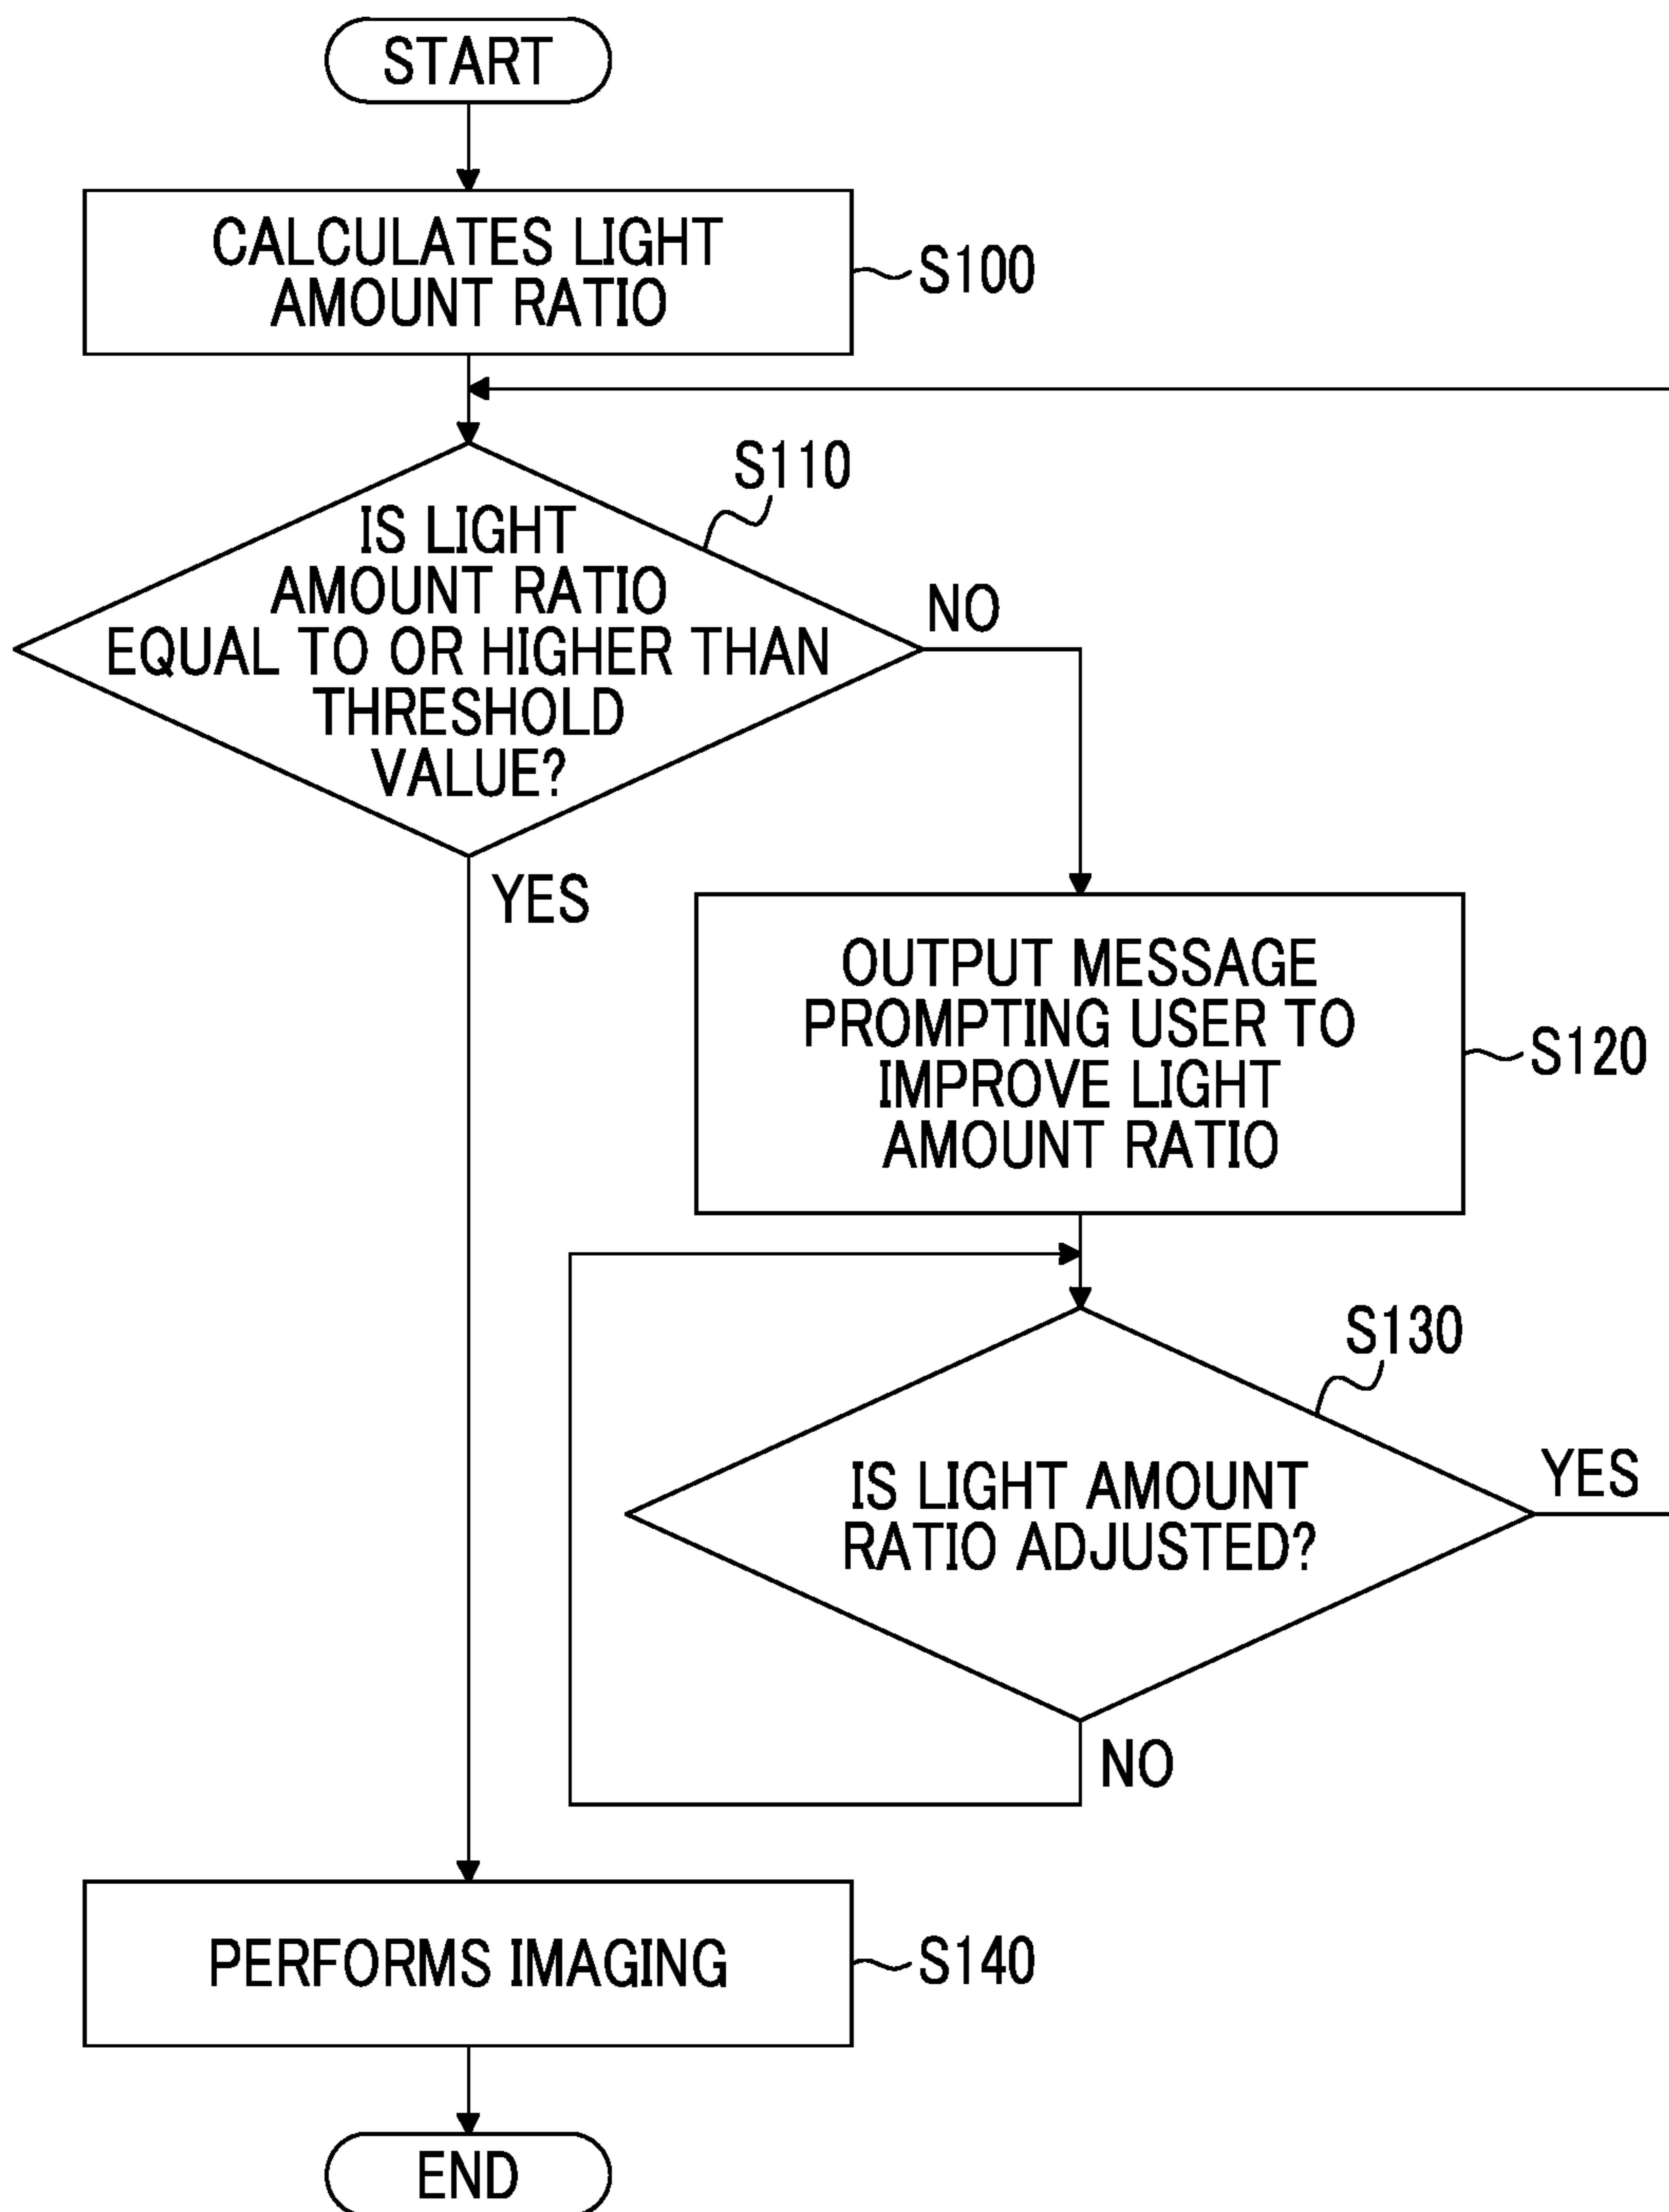 START
CALCULATES LIGHT
AMOUNT RATIO
S100
S110
IS LIGHT
AMOUNT RATIO
EQUAL TO OR HIGHER THAN
THRESHOLD
VALUE?
NO
YES
OUTPUT MESSAGE
PROMPTING USER TO
IMPROVE LIGHT
AMOUNT RATIO
S120
S130
IS LIGHT AMOUNT
RATIO ADJUSTED?
YES
NO
PERFORMS IMAGING
S140
END